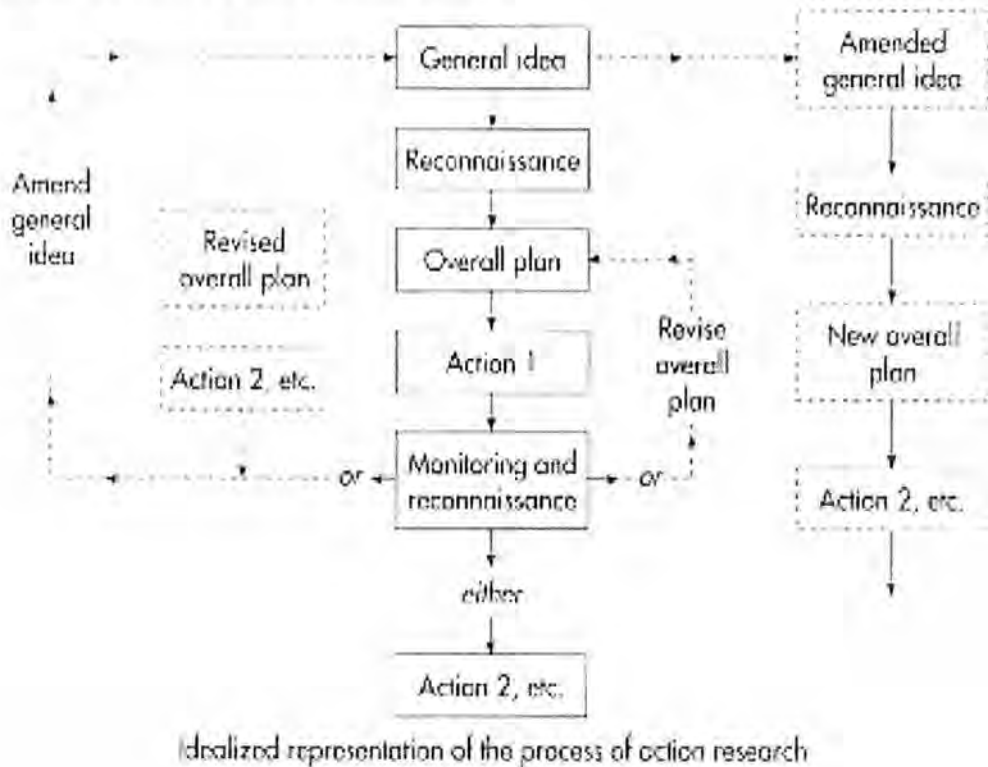 General idea
Amended
general idea
Reconnaissance
Reconnaissance
Amend
general
idea
Revised
overall plan
Overall plan
Revise
overall
plan
New overall
plan
Action 1
Action 2, etc.
or
Monitoring and
reconnaissance
or
Action 2, etc.
either
Action 2, etc.
Idealized representation of the process of action research